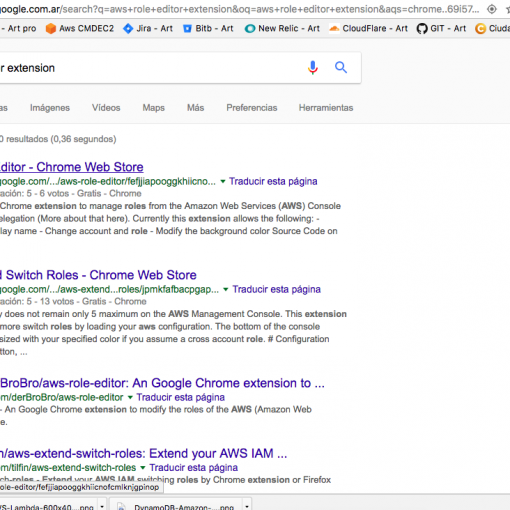 google.com.ar/search?q=aws+role+editor+extension&oq=aws+role+editor+extension&aqs=chrome..69i57...
- Art pro Aws CMDEC2 Jira - Art Bitb - Art New Relic - Art CloudFlare - Art GIT - Art Ciuda
r extension
as Imágenes Vídeos Maps Más Preferencias Herramientas
0 resultados (0,36 segundos)
ditor - Chrome Web Store
google.com/.../aws-role-editor/fefjjiapooggkhiicno... Traducir esta página
ación: 5 - 6 votos - Gratis - Chrome
Chrome extension to manage roles from the Amazon Web Services (AWS) Console
elegation (More about that here). Currently this extension allows the following: -
play name - Change account and role - Modify the background color Source Code on
d Switch Roles - Chrome Web Store
google.com/.../aws-extend...roles/jpmkfafbacpgap... Traducir esta página
ación: 5 - 13 votos - Gratis - Chrome
y does not remain only 5 maximum on the AWS Management Console. This extension
more switch roles by loading your aws configuration. The bottom of the console
sized with your specified color if you assume a cross account role. # Configuration
utton, ...
BroBro/aws-role-editor: An Google Chrome extension to ...
om/derBroBro/aws-role-editor Traducir esta página
- An Google Chrome extension to modify the roles of the AWS (Amazon Web
e.
n/aws-extend-switch-roles: Extend your AWS IAM ...
om/tilfin/aws-extend-switch-roles Traducir esta página
h-roles - Extend your AWS IAM switching roles by Chrome extension or Firefox
ole-editor/fefjjiapooggkhiicnofcmlknjgpinop
S-Lambda-600x40....png DynamoDB-Amazon-....png